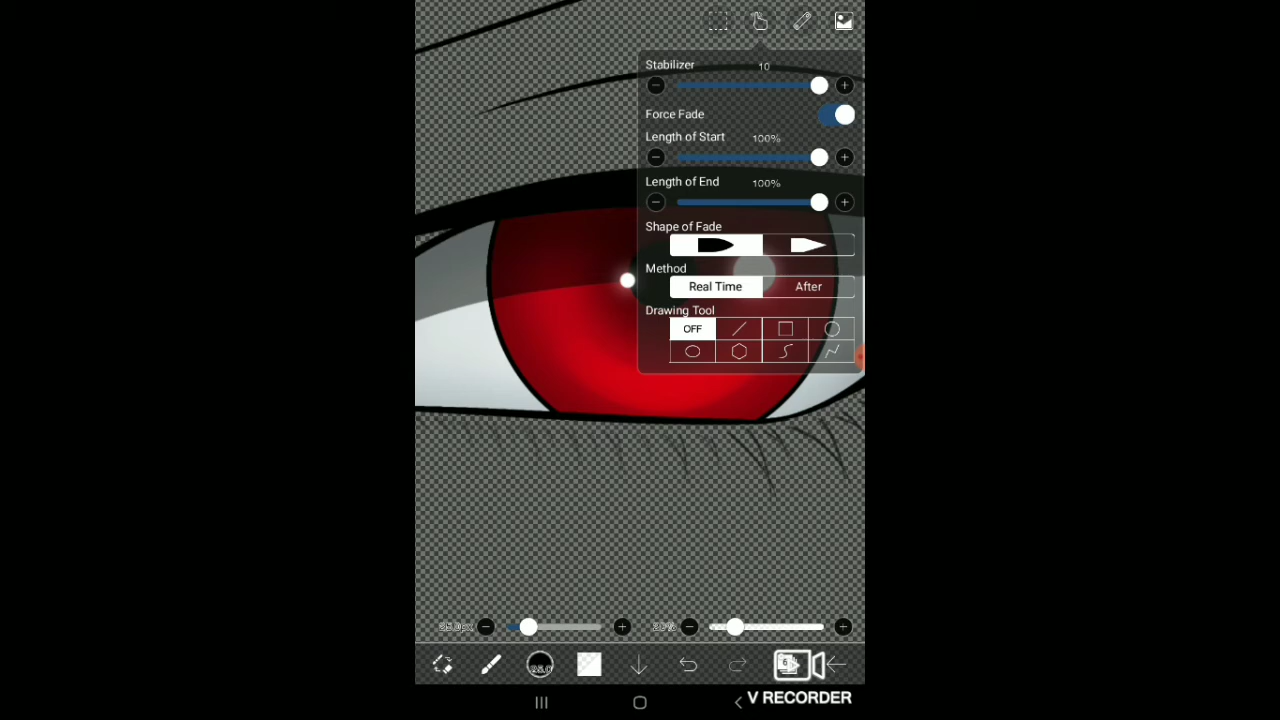 Stabilizer 10
Force Fade
Length of Start 100%
Length of End 100%
Shape of Fade
Method
Real Time After
Drawing Tool
OFF
6
V RECORDER